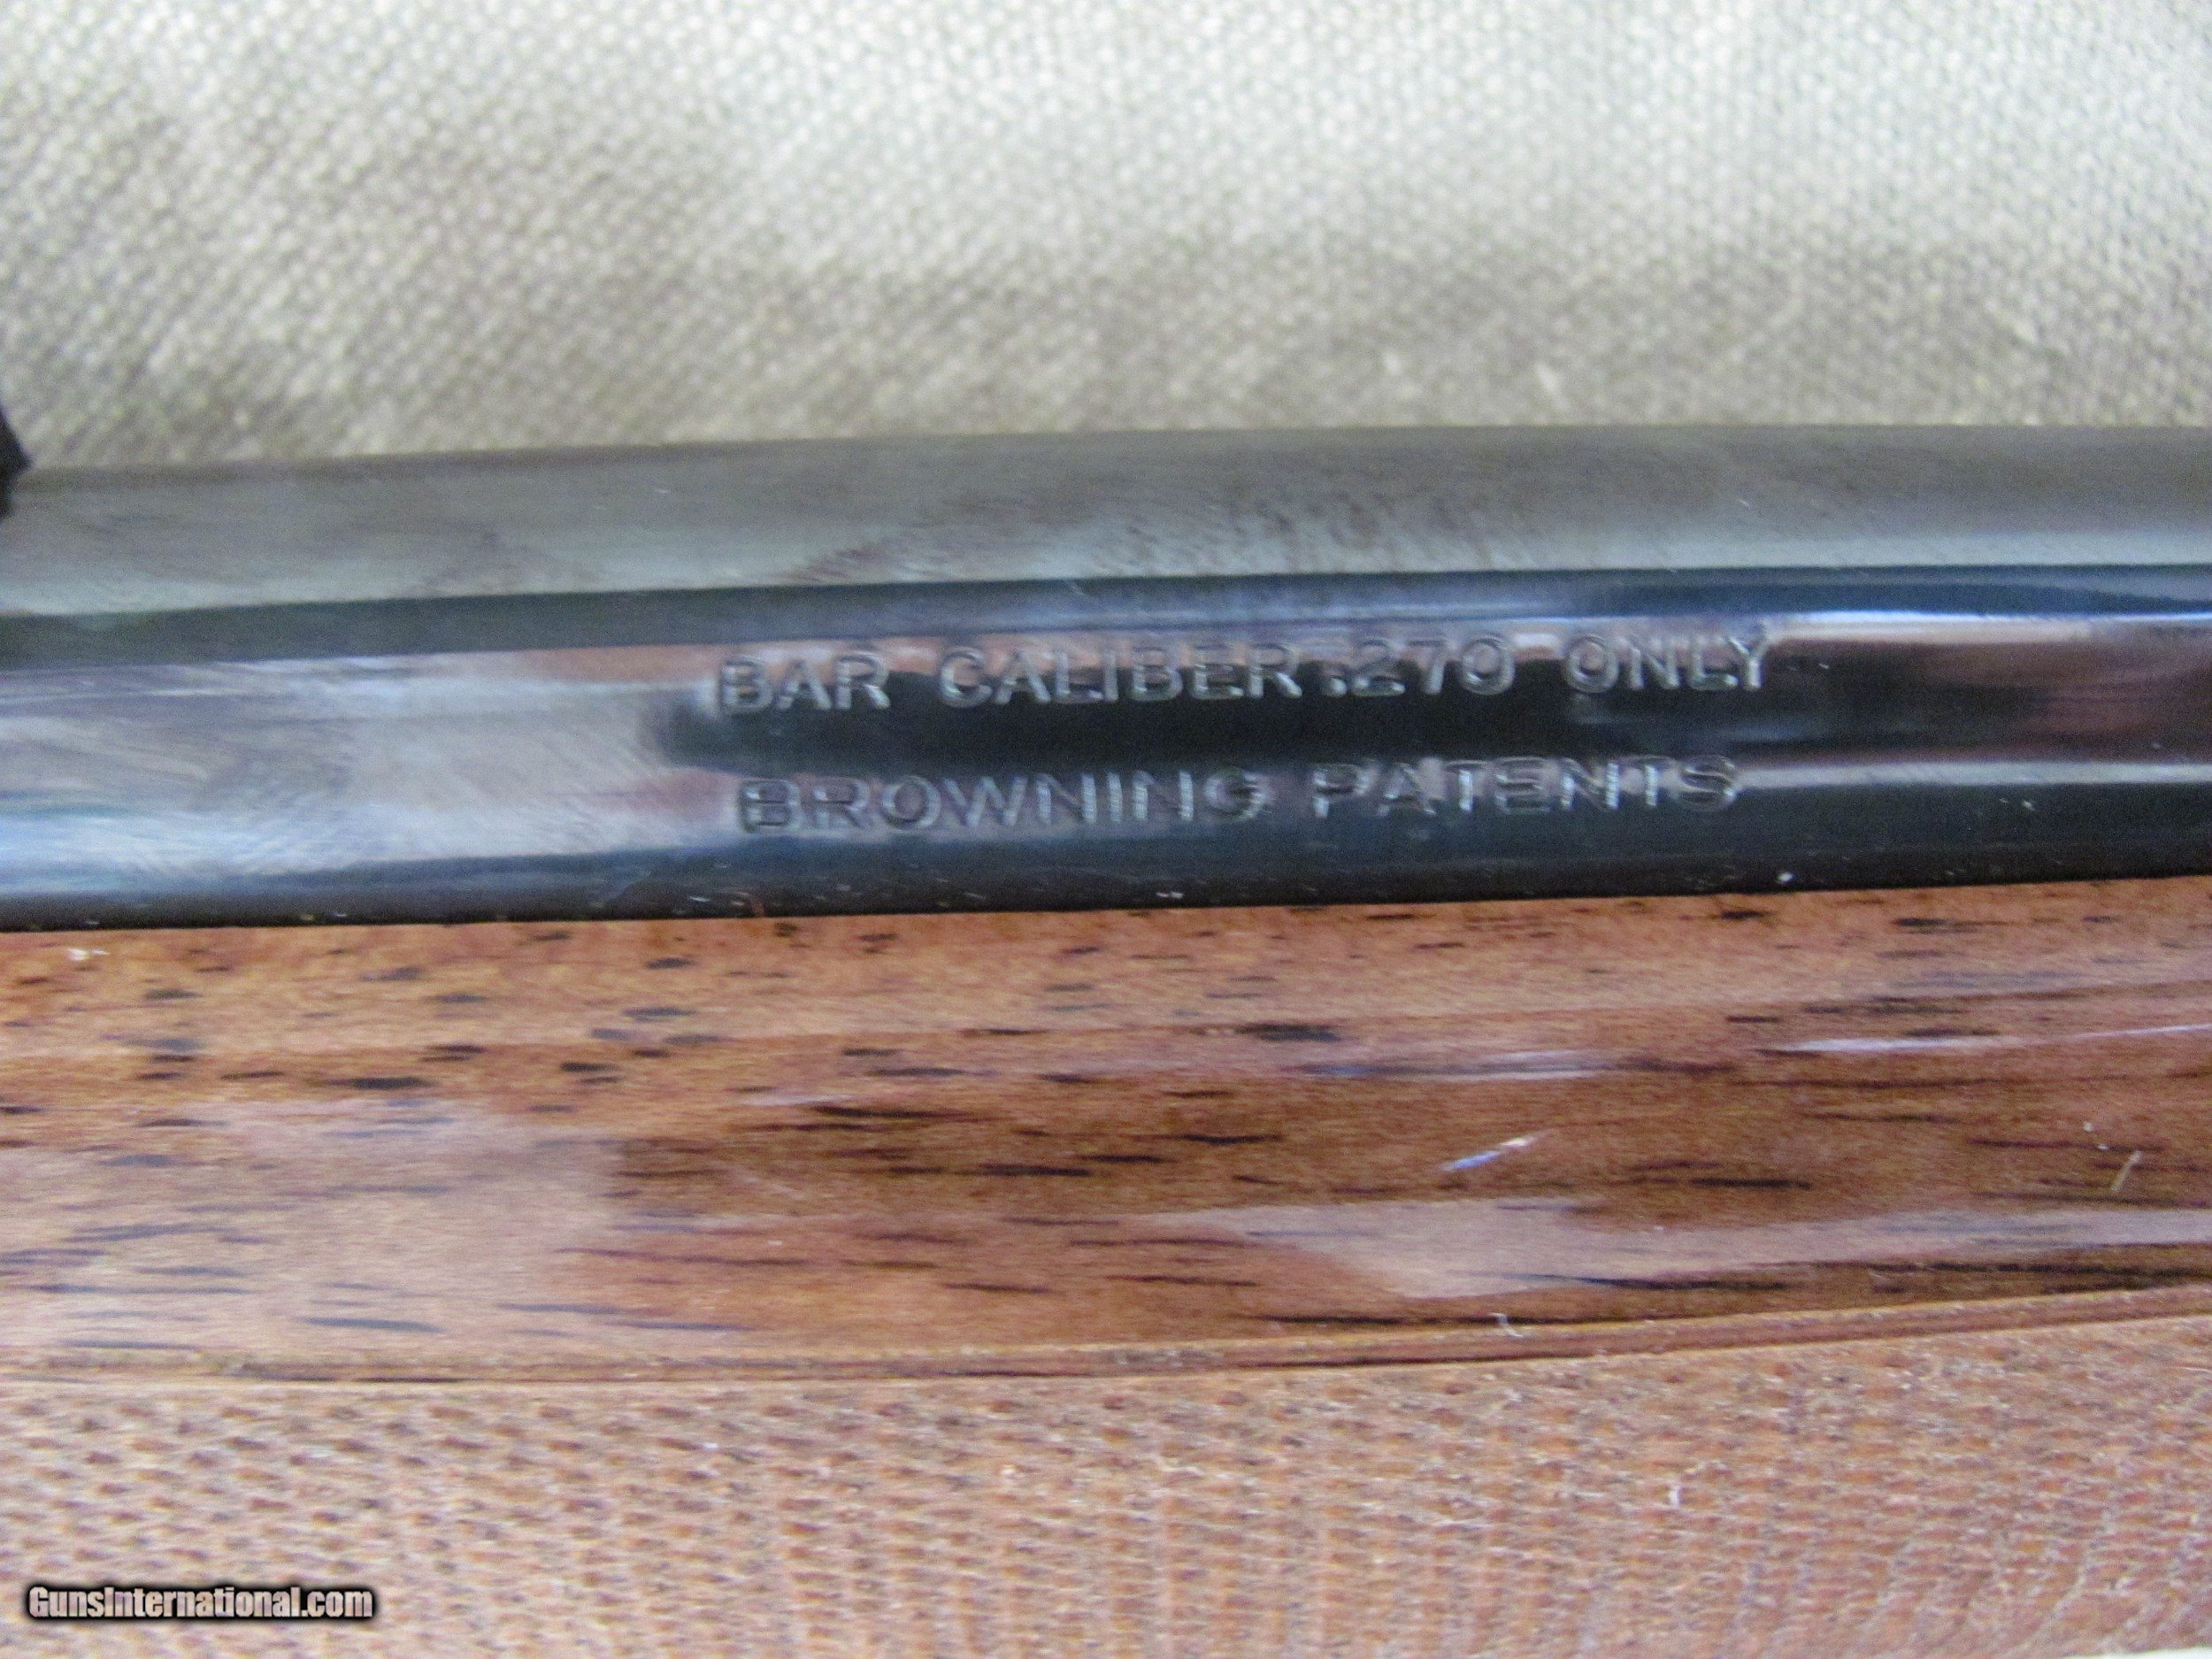 BAR CALIBER .270 ONLY
BROWNING PATENTS
GunsInternational.com